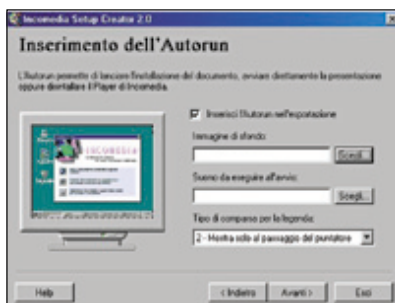 Incomedia Setup Creator 2.0
Inserimento dell'Autorun
L'Autorun permette di lanciare l'installazione del documento, avviare direttamente la presentazione
oppure disintallare il Player di Incomedia.
Inserisci l'Autorun nell'esportazione
Immagine di sfondo:
Scegli...
INCOMEDIA
Suono da eseguire all'avvio:
Scegli...
Tipo di comparsa per la legenda:
2 - Mostra solo al passaggio del puntatore
Help
< Indietro
Avanti >
Esci